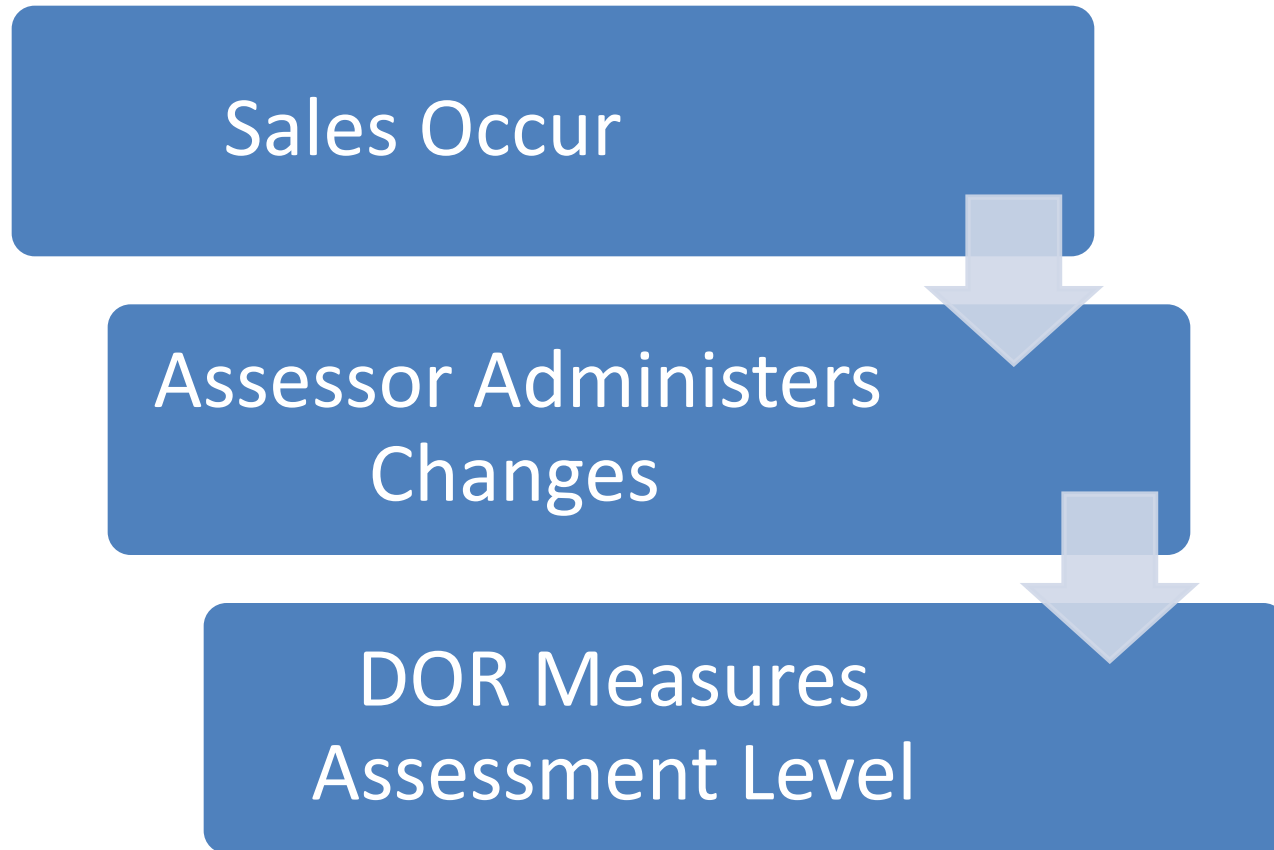 Sales Occur
Assessor Administers
Changes
DOR Measures
Assessment Level